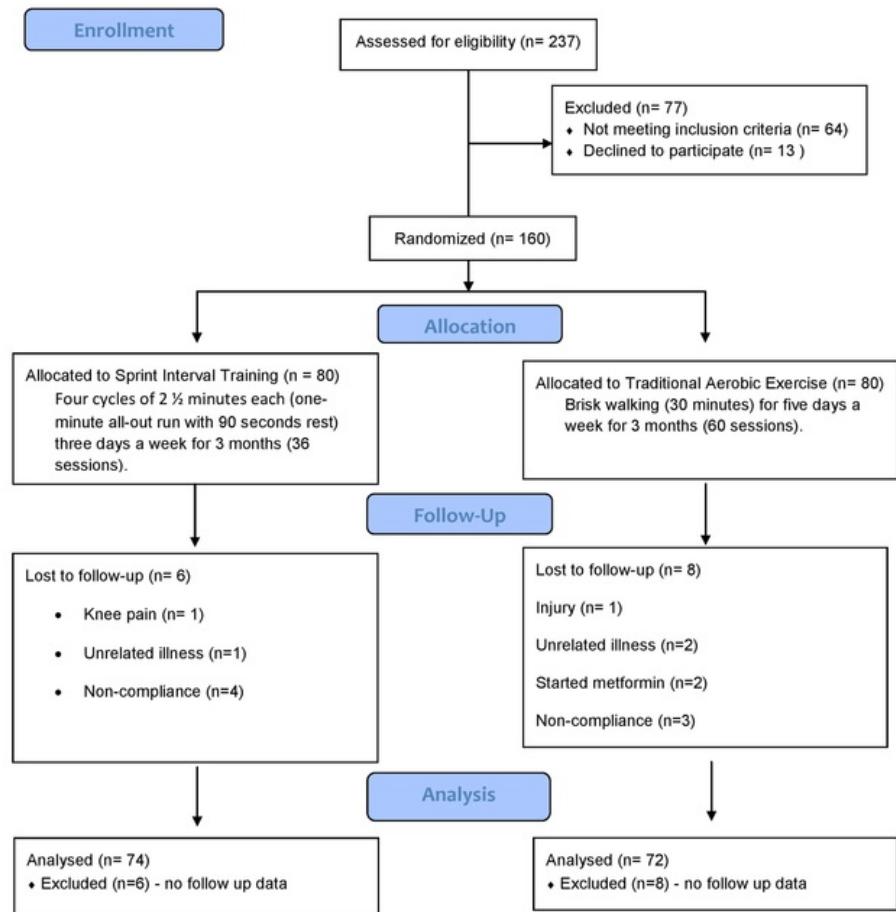 Enrollment
Assessed for eligibility (n= 237)
Excluded (n= 77)
♦ Not meeting inclusion criteria (n= 64)
♦ Declined to participate (n= 13 )
Randomized (n= 160)
Allocation
Allocated to Sprint Interval Training (n = 80)
Four cycles of 2 ½ minutes each (one-
minute all-out run with 90 seconds rest)
three days a week for 3 months (36
sessions).
Allocated to Traditional Aerobic Exercise (n= 80)
Brisk walking (30 minutes) for five days a
week for 3 months (60 sessions).
Follow-Up
Lost to follow-up (n= 6)
• Knee pain (n= 1)
• Unrelated illness (n=1)
• Non-compliance (n=4)
Lost to follow-up (n= 8)
Injury (n= 1)
Unrelated illness (n=2)
Started metformin (n=2)
Non-compliance (n=3)
Analysis
Analysed (n= 74)
♦ Excluded (n=6) - no follow up data
Analysed (n= 72)
♦ Excluded (n=8) - no follow up data